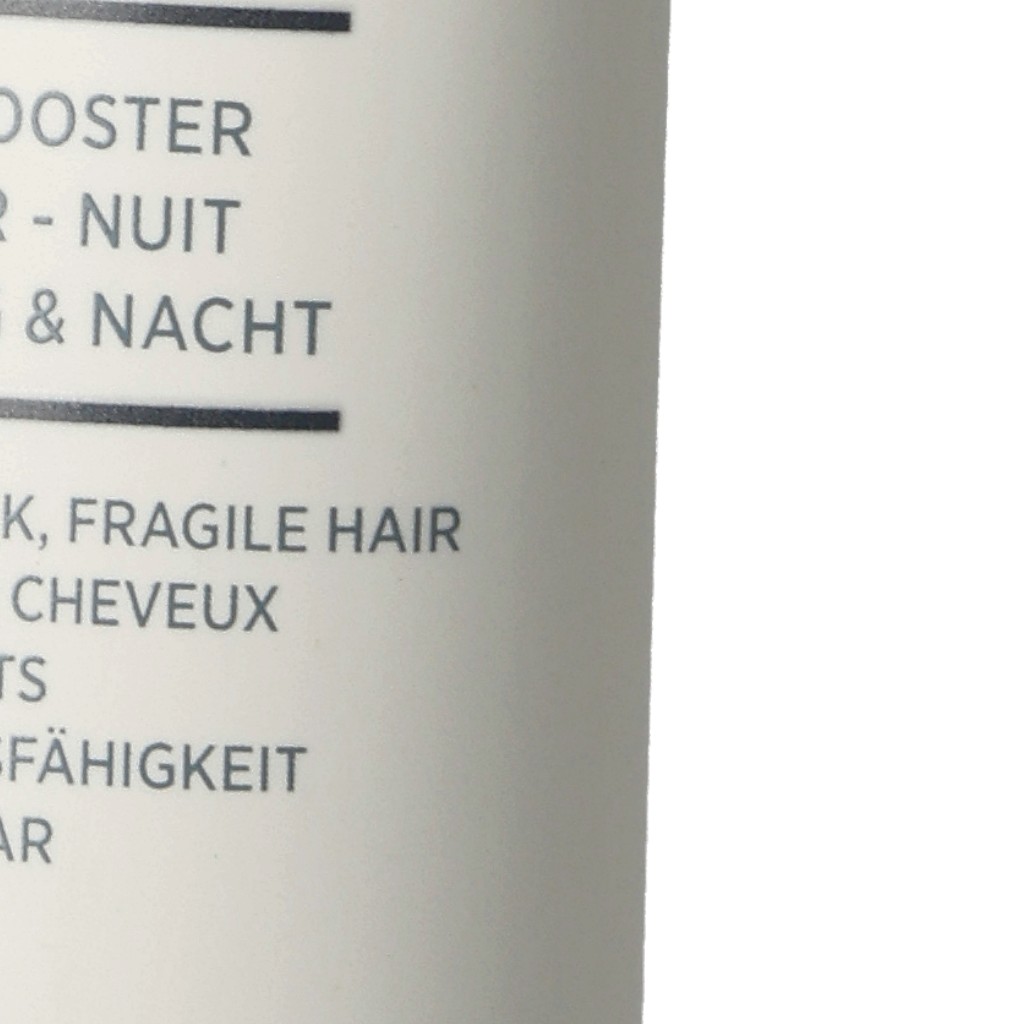 OOSTER
R - NUIT
& NACHT
K, FRAGILE HAIR
CHEVEUX
TS
FÄHIGKEIT
AR